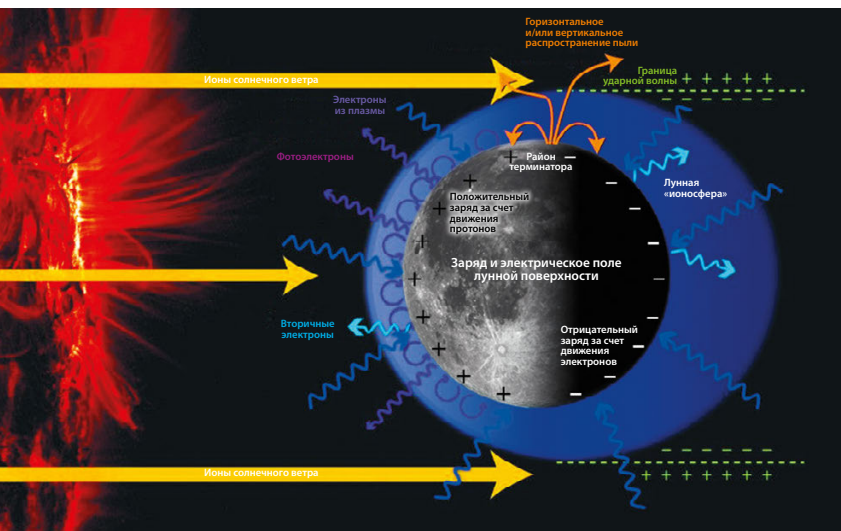 Горизонтальное
и/или вертикальное
распространение пыли
Ионы солнечного ветра
Граница
ударной волны
+ + + + + +
– – – – –
Электроны
из плазмы
Фотоэлектроны
Район
терминатора
Лунная
«ионосфера»
Положительный
заряд за счет
движения
протонов
Заряд и электрическое поле
лунной поверхности
Вторичные
электроны
Отрицательный
заряд за счет
движения
электронов
Ионы солнечного ветра
– – – – –
+ + + + + + +